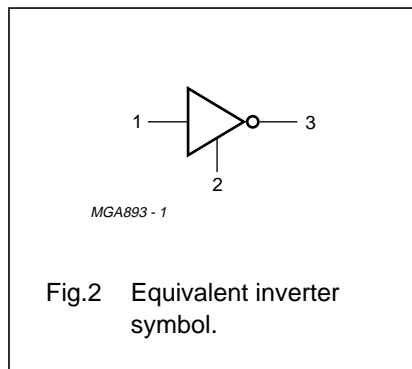 1
3
2
MGA893 - 1
Fig.2 Equivalent inverter
symbol.